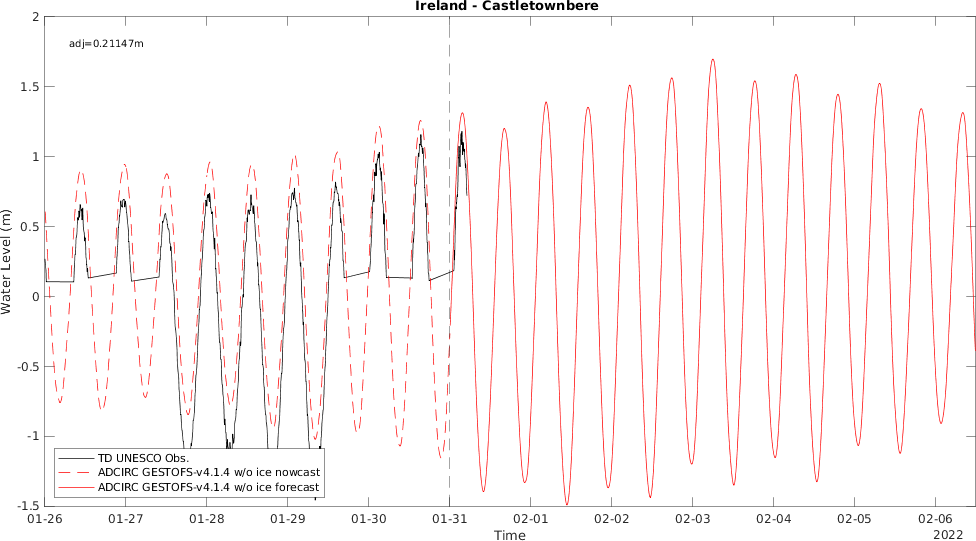 Ireland - Castletownbere
adj=0.21147m
Water Level (m)
2
1.5
1
0.5
0
-0.5
-1
-1.5
TD UNESCO Obs.
ADCIRC GESTOFS-v4.1.4 w/o ice nowcast
ADCIRC GESTOFS-v4.1.4 w/o ice forecast
01-26 01-27 01-28 01-29 01-30 01-31 02-01 02-02 02-03 02-04 02-05 02-06
Time
2022